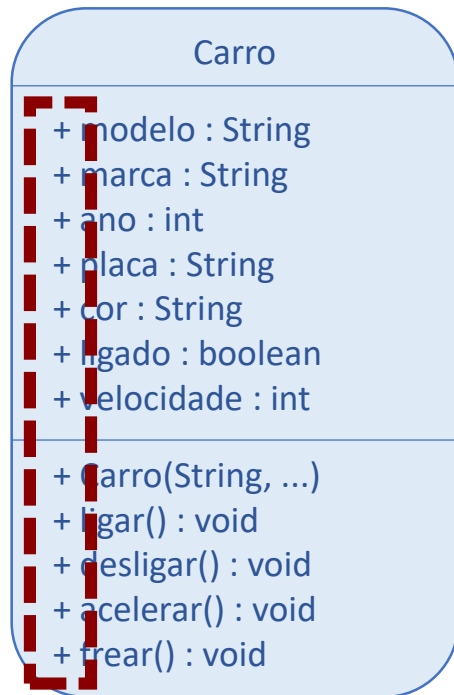 Carro
+ modelo : String
+ marca : String
+ ano : int
+ placa : String
+ cor : String
+ ligado : boolean
+ velocidade : int
+ Carro(String, ...)
+ ligar() : void
+ desligar() : void
+ acelerar() : void
+ frear() : void